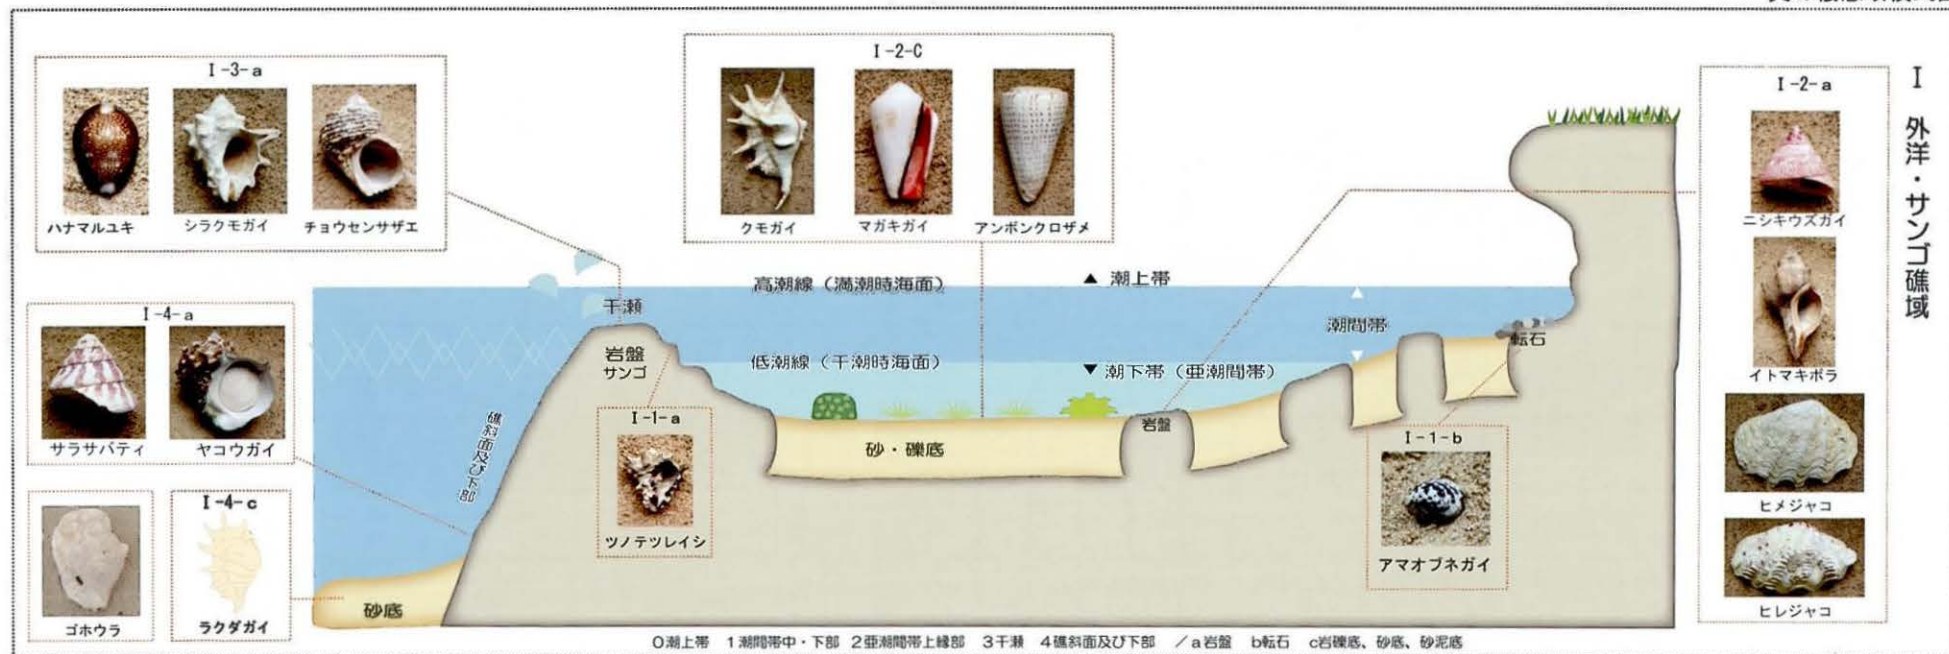 I 外洋・サンゴ礁域
I-3-a
ハナマルユキ
シラクモガイ
チョウセンサザエ
I-2-C
クモガイ
マガキガイ
アンボンクロザメ
I-2-a
ニシキウズガイ
イトマキボラ
ヒメジャコ
ヒレジャコ
I-4-a
サラサバティ
ヤコウガイ
ゴホウラ
I-4-c
ラクダガイ
高潮線(満潮時海面)
▲ 潮上帯
干瀬
潮間帯
転石
岩盤
サンゴ
低潮線(干潮時海面)
▼ 潮下帯(亜潮間帯)
礁斜面及び下部
I-1-a
ツノテツレイシ
砂・礫底
岩盤
I-1-b
アマオブネガイ
砂底
0潮上帯 1潮間帯中・下部 2亜潮間帯上縁部 3干瀬 4礁斜面及び下部 /a岩盤 b転石 c岩礫底、砂底、砂泥底